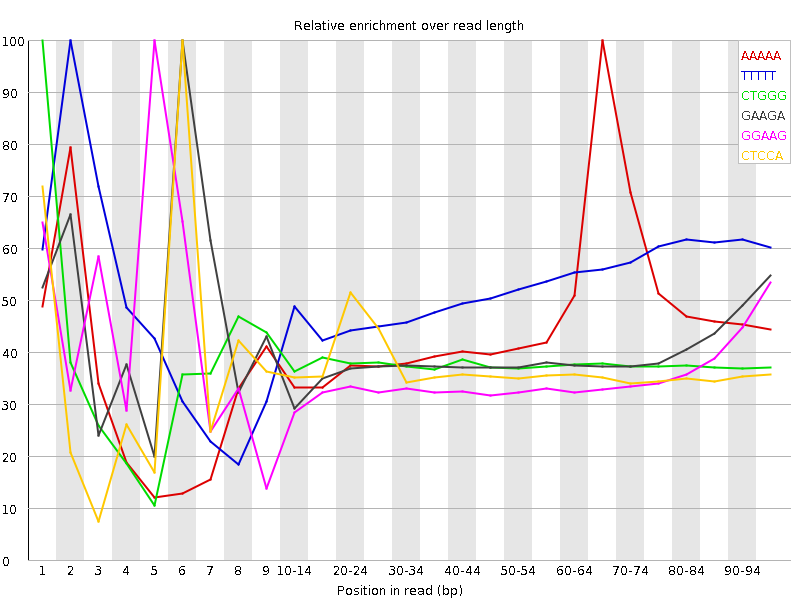 Relative enrichment over read length
100
90
80
70
60
50
40
30
20
10
0
AAAAA
TTTTT
CTGGG
GAAGA
GGAAG
CTCCA
1 2 3 4 5 6 7 8 9 10-14 20-24 30-34 40-44 50-54 60-64 70-74 80-84 90-94
Position in read (bp)